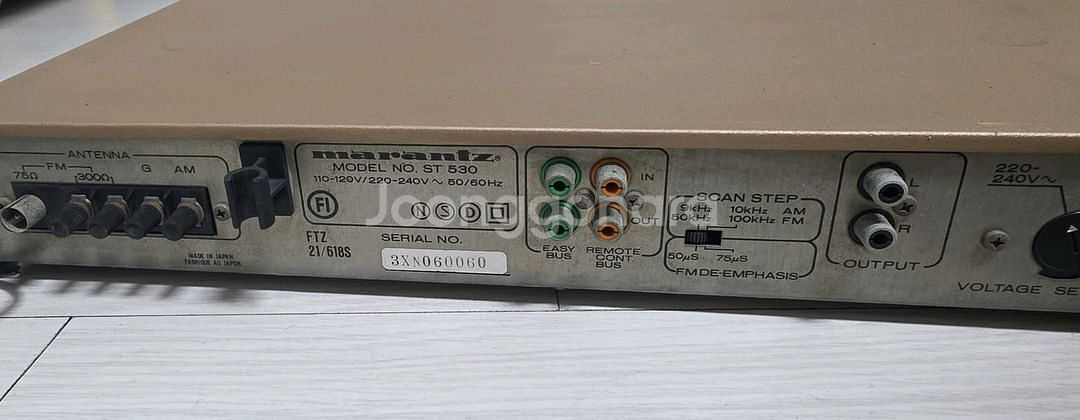 ANTENNA
FM G AM
75Ω 300Ω
MADE IN JAPAN
FABRIQUE AU JAPON
marantz®
MODEL NO. ST 530
110-120V/220-240V~ 50/60Hz
FI N S D
FTZ
21/618S
SERIAL NO.
3XN060060
IN
OUT
EASY
BUS
REMOTE
CONT.
BUS
SCAN STEP
9kHz 10kHz AM
50kHz 100kHz FM
50μS 75μS
FM DE-EMPHASIS
L
R
OUTPUT
220-
240V~
VOLTAGE SE
Joonggonara